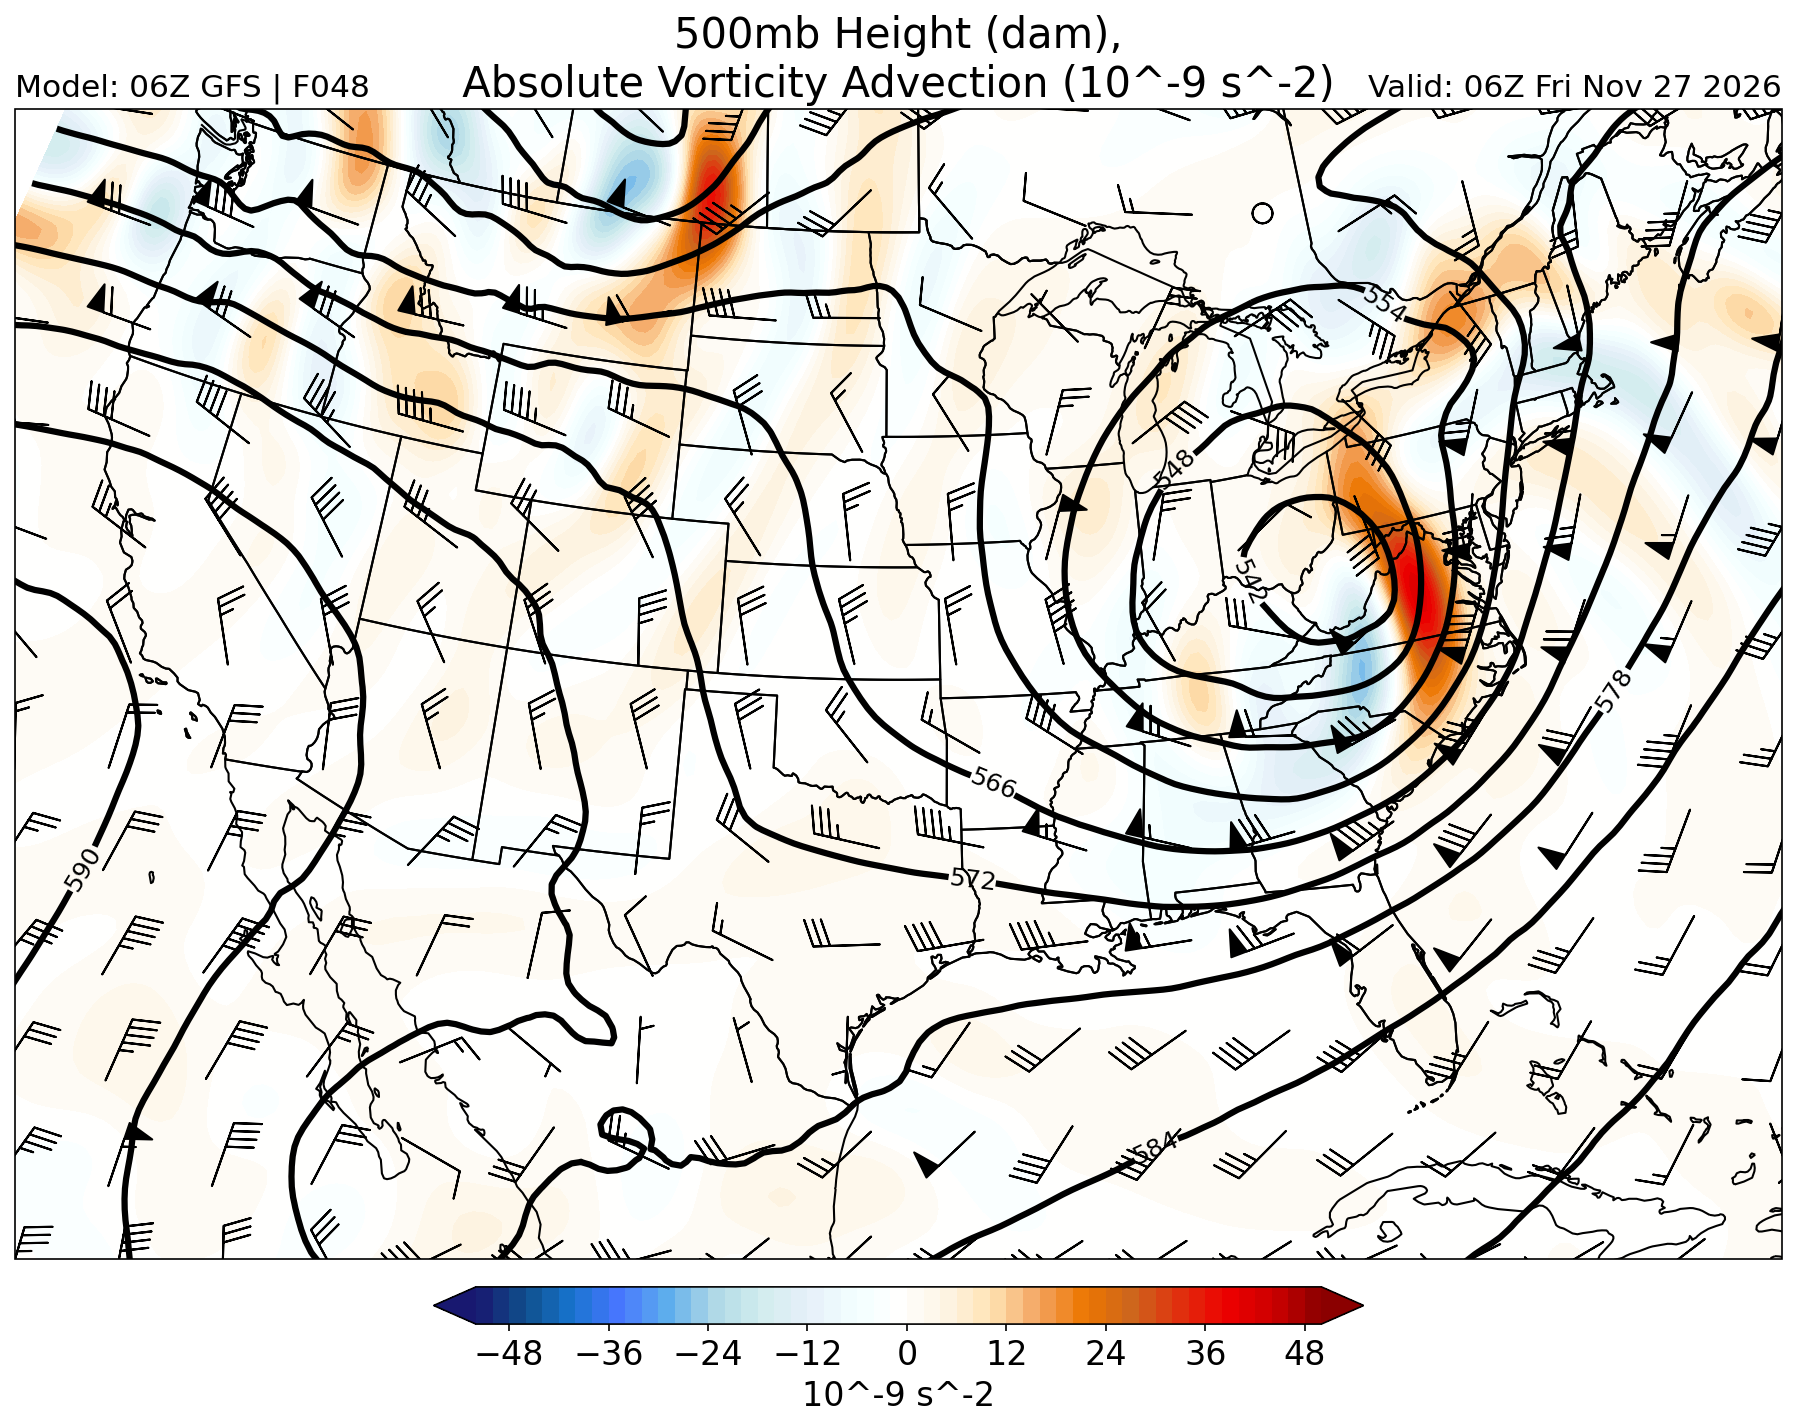 500mb Height (dam),
Model: 06Z GFS | F048
Absolute Vorticity Advection (10^-9 s^-2)
Valid: 06Z Fri Nov 27 2026
554
548
542
578
566
572
590
584
−48 −36 −24 −12 0 12 24 36 48
10^-9 s^-2